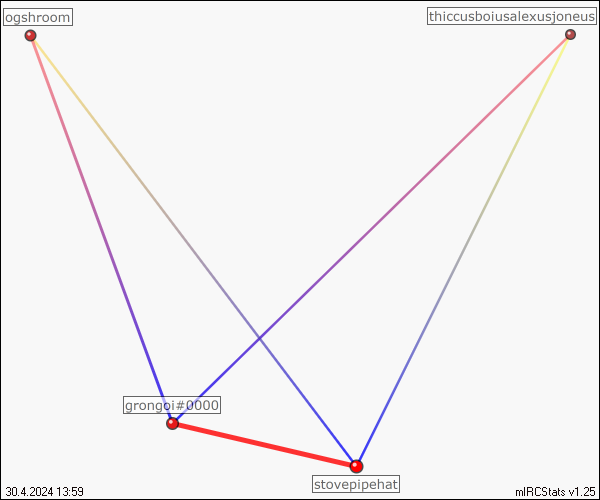 ogshroom
thiccusboiusalexusjoneus
grongoi#0000
stovepipehat
30.4.2024 13:59
mIRCStats v1.25